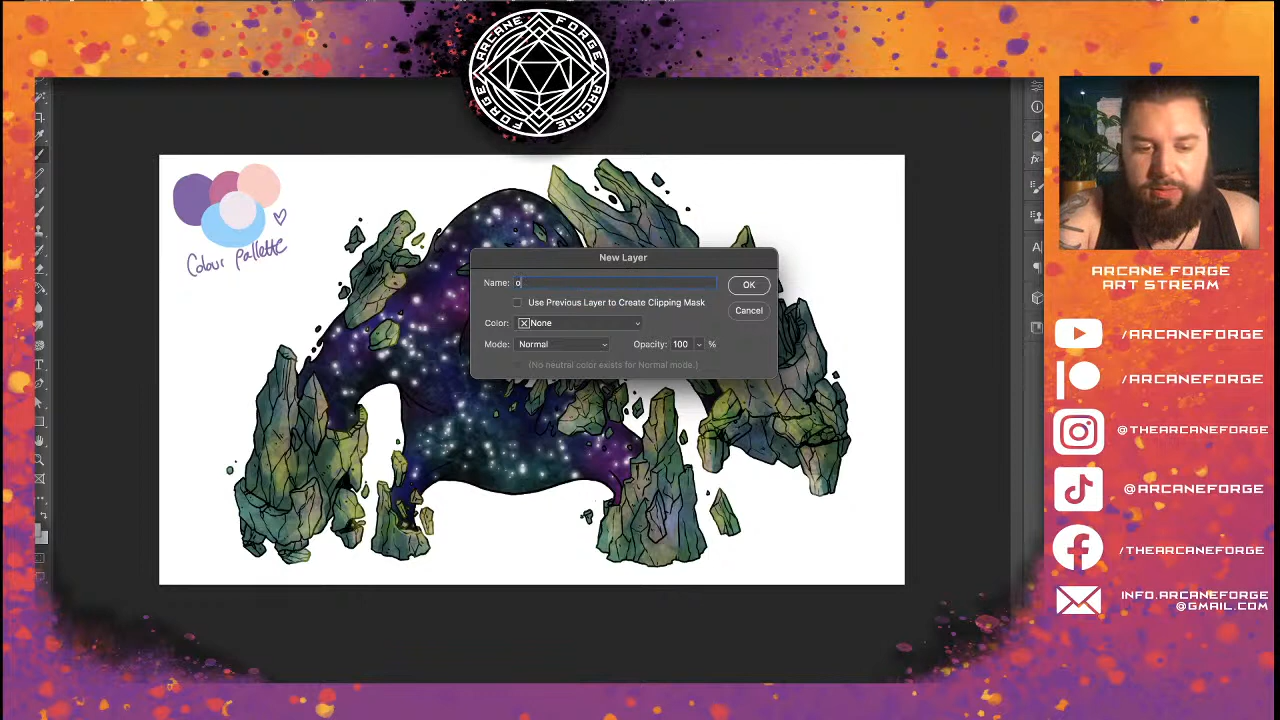 ARCANE FORGE ARCANE FORGE
Colour pallette
New Layer
Name: o
OK
Use Previous Layer to Create Clipping Mask
Cancel
Color: None
Mode: Normal Opacity: 100 %
(No neutral color exists for Normal mode.)
ARCANE FORGE
ART STREAM
/ARCANEFORGE
/ARCANEFORGE
@THEARCANEFORGE
@ARCANEFORGE
/THEARCANEFORGE
INFO.ARCANEFORGE
@GMAIL.COM